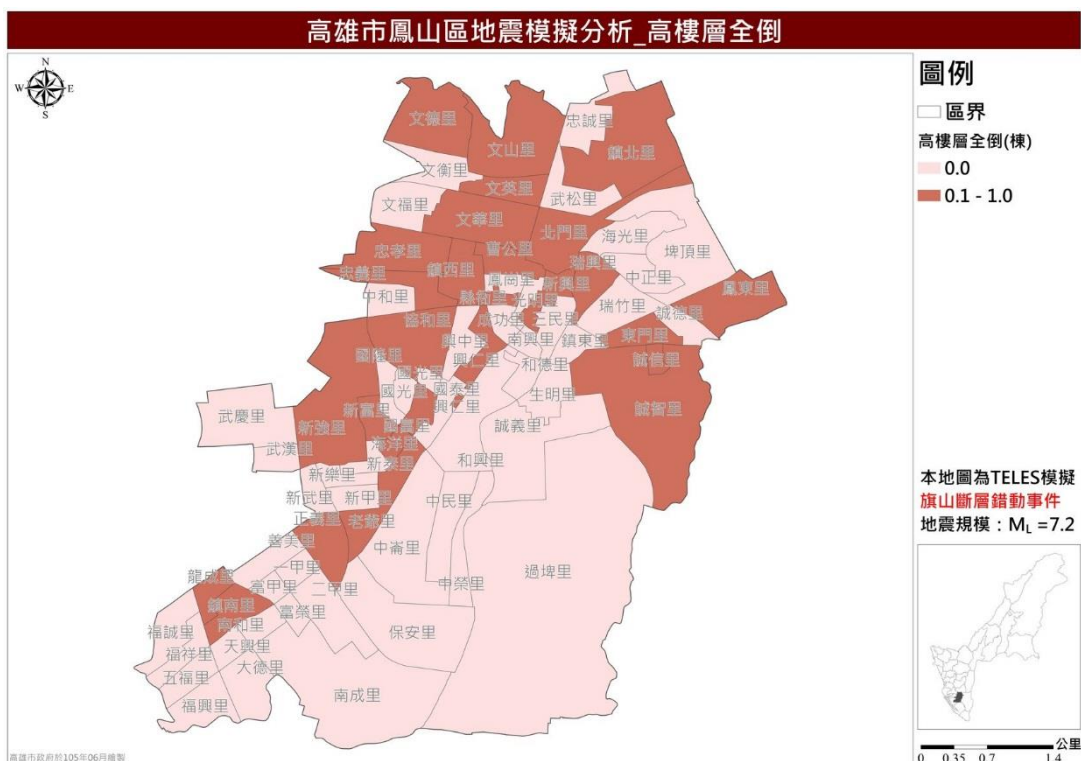 高雄市鳳山區地震模擬分析_高樓層全倒
N
W E
S
圖例
區界
高樓層全倒(棟)
0.0
0.1 - 1.0
文德里
文山里
忠誠里
鎮北里
文衡里
文英里
武松里
文福里
文華里
北門里
海光里
埤頂里
忠孝里
曹公里
瑞興里
忠義里
鎮西里
鳳崗里
新興里
中正里
鳳東里
中和里
縣衙里
光明里
瑞竹里
誠德里
協和里
成功里
三民里
東門里
興中里
南興里
鎮東里
國隆里
興仁里
和德里
誠信里
國光里
國光里
國泰里
生明里
誠智里
武慶里
新富里
興仁里
新強里
國富里
誠義里
武漢里
海洋里
新泰里
和興里
新樂里
新武里
新甲里
中民里
正義里
老爺里
善美里
中崙里
一甲里
過埤里
龍成里
富甲里
二甲里
中榮里
鎮南里
富榮里
福誠里
南和里
保安里
天興里
福祥里
大德里
五福里
南成里
福興里
本地圖為TELES模擬
旗山斷層錯動事件
地震規模：ML =7.2
公里
0 0.35 0.7 1.4
高雄市政府於105年06月繪製